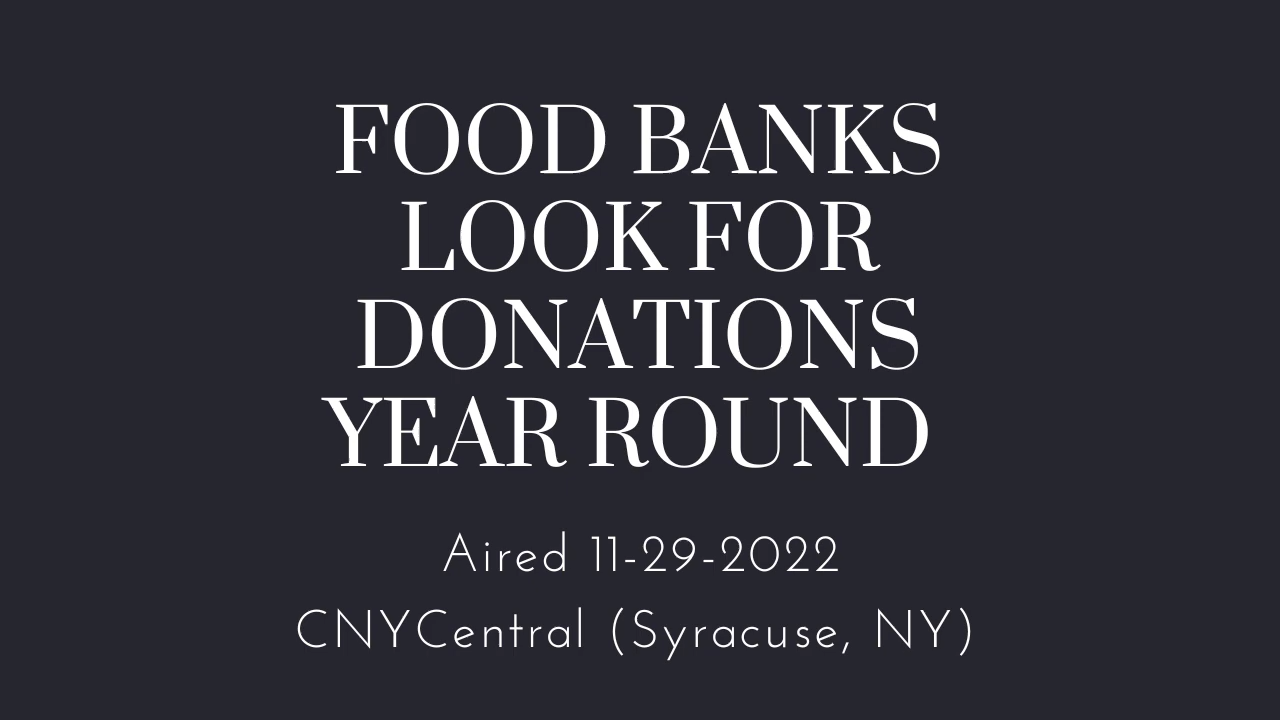 FOOD BANKS
LOOK FOR
DONATIONS
YEAR ROUND
Aired 11-29-2022
CNYCentral (Syracuse, NY)